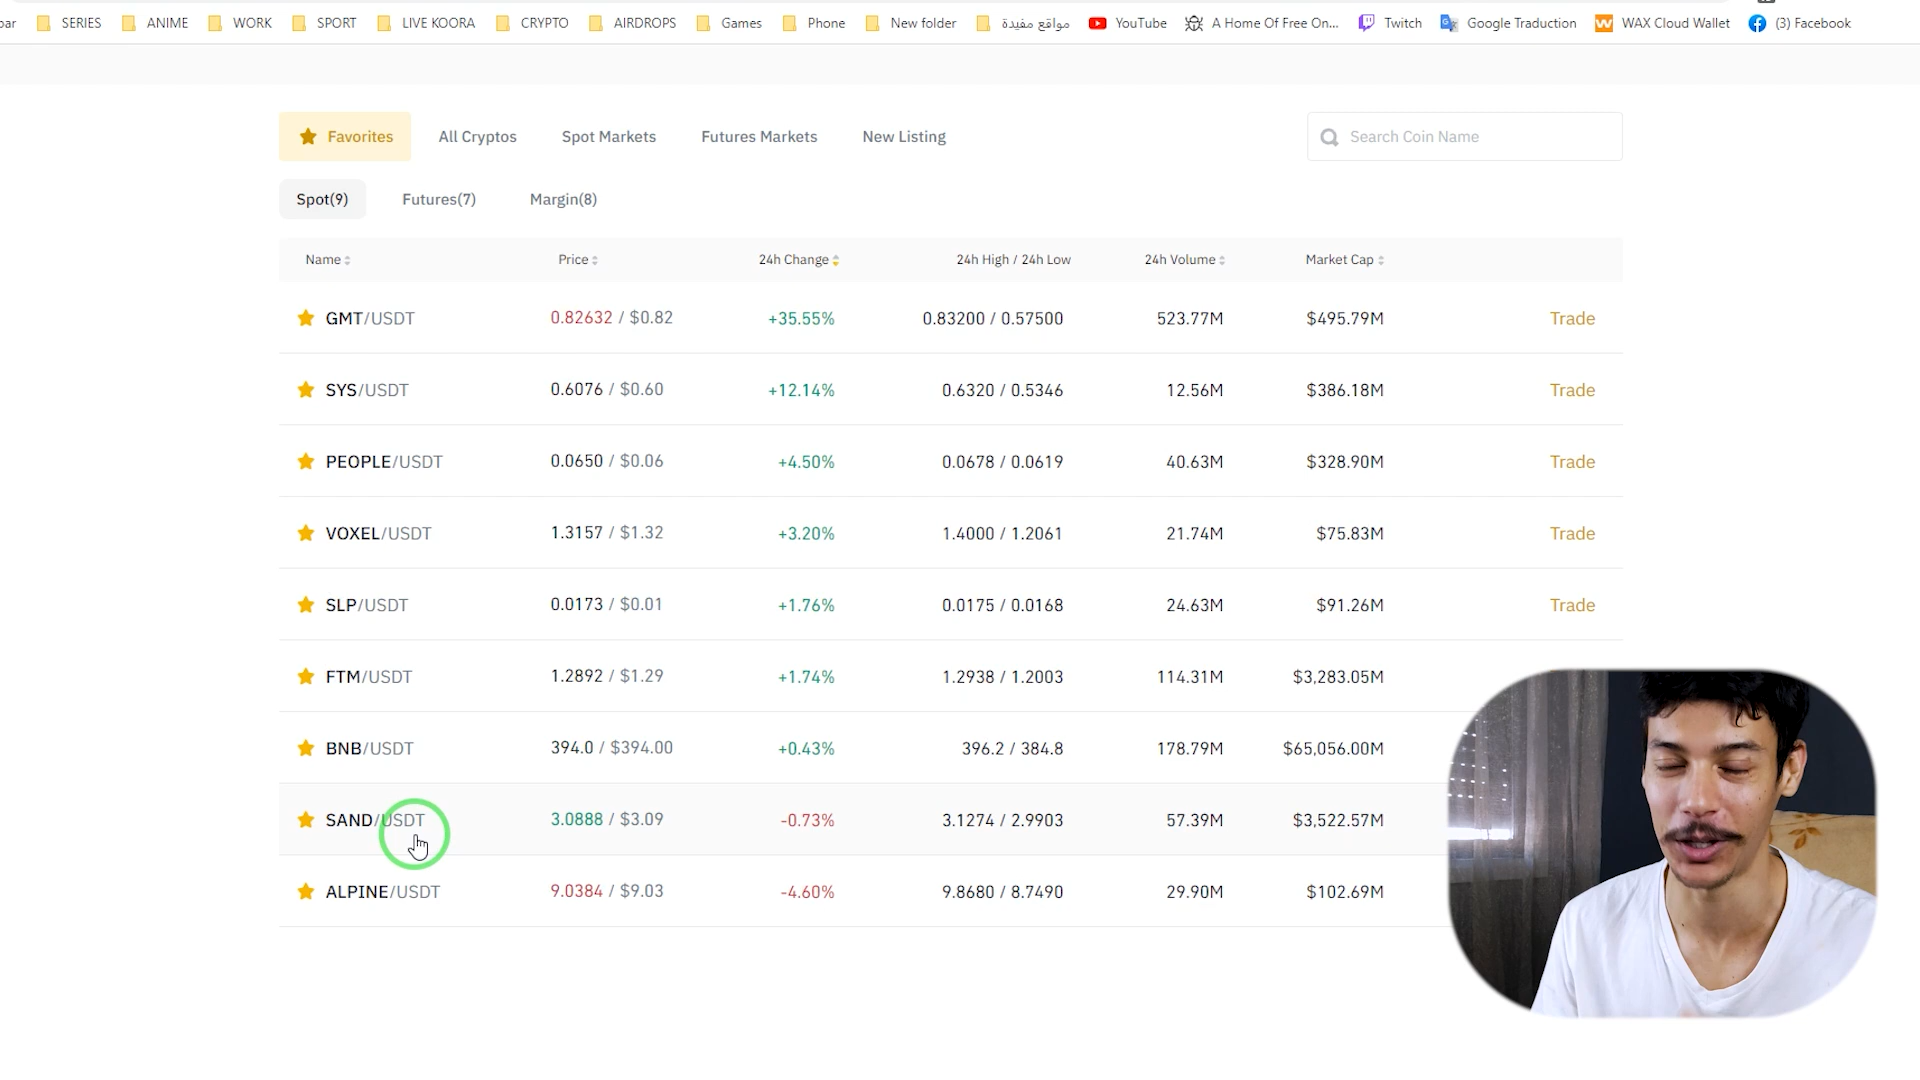 bar SERIES ANIME WORK SPORT LIVE KOORA CRYPTO AIRDROPS Games Phone New folder مواقع مفيدة YouTube A Home Of Free On... Twitch Google Traduction WAX Cloud Wallet (3) Facebook
Favorites All Cryptos Spot Markets Futures Markets New Listing Search Coin Name
Spot(9) Futures(7) Margin(8)
Name Price 24h Change 24h High / 24h Low 24h Volume Market Cap
GMT/USDT 0.82632 / $0.82 +35.55% 0.83200 / 0.57500 523.77M $495.79M Trade
SYS/USDT 0.6076 / $0.60 +12.14% 0.6320 / 0.5346 12.56M $386.18M Trade
PEOPLE/USDT 0.0650 / $0.06 +4.50% 0.0678 / 0.0619 40.63M $328.90M Trade
VOXEL/USDT 1.3157 / $1.32 +3.20% 1.4000 / 1.2061 21.74M $75.83M Trade
SLP/USDT 0.0173 / $0.01 +1.76% 0.0175 / 0.0168 24.63M $91.26M Trade
FTM/USDT 1.2892 / $1.29 +1.74% 1.2938 / 1.2003 114.31M $3,283.05M
BNB/USDT 394.0 / $394.00 +0.43% 396.2 / 384.8 178.79M $65,056.00M
SAND/USDT 3.0888 / $3.09 -0.73% 3.1274 / 2.9903 57.39M $3,522.57M
ALPINE/USDT 9.0384 / $9.03 -4.60% 9.8680 / 8.7490 29.90M $102.69M